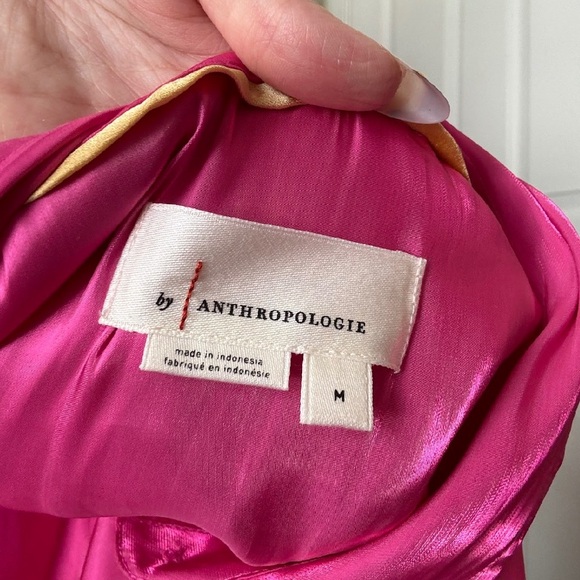 by ANTHROPOLOGIE
made in indonesia
fabriqué en indonésie
M